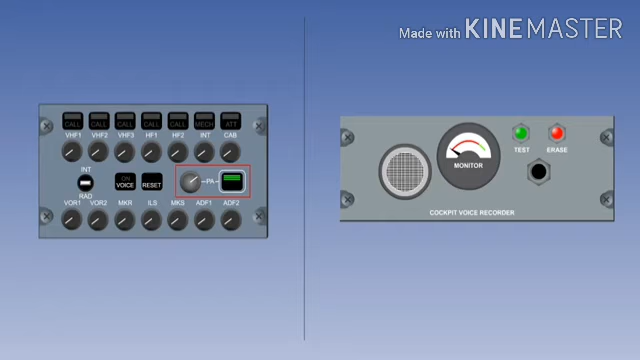 Made with KINEMASTER
CALL CALL CALL CALL CALL MECH ATT
VHF1 VHF2 VHF3 HF1 HF2 INT CAB
INT
ON
VOICE RESET PA
RAD
VOR1 VOR2 MKR ILS MKS ADF1 ADF2
MONITOR
TEST ERASE
COCKPIT VOICE RECORDER